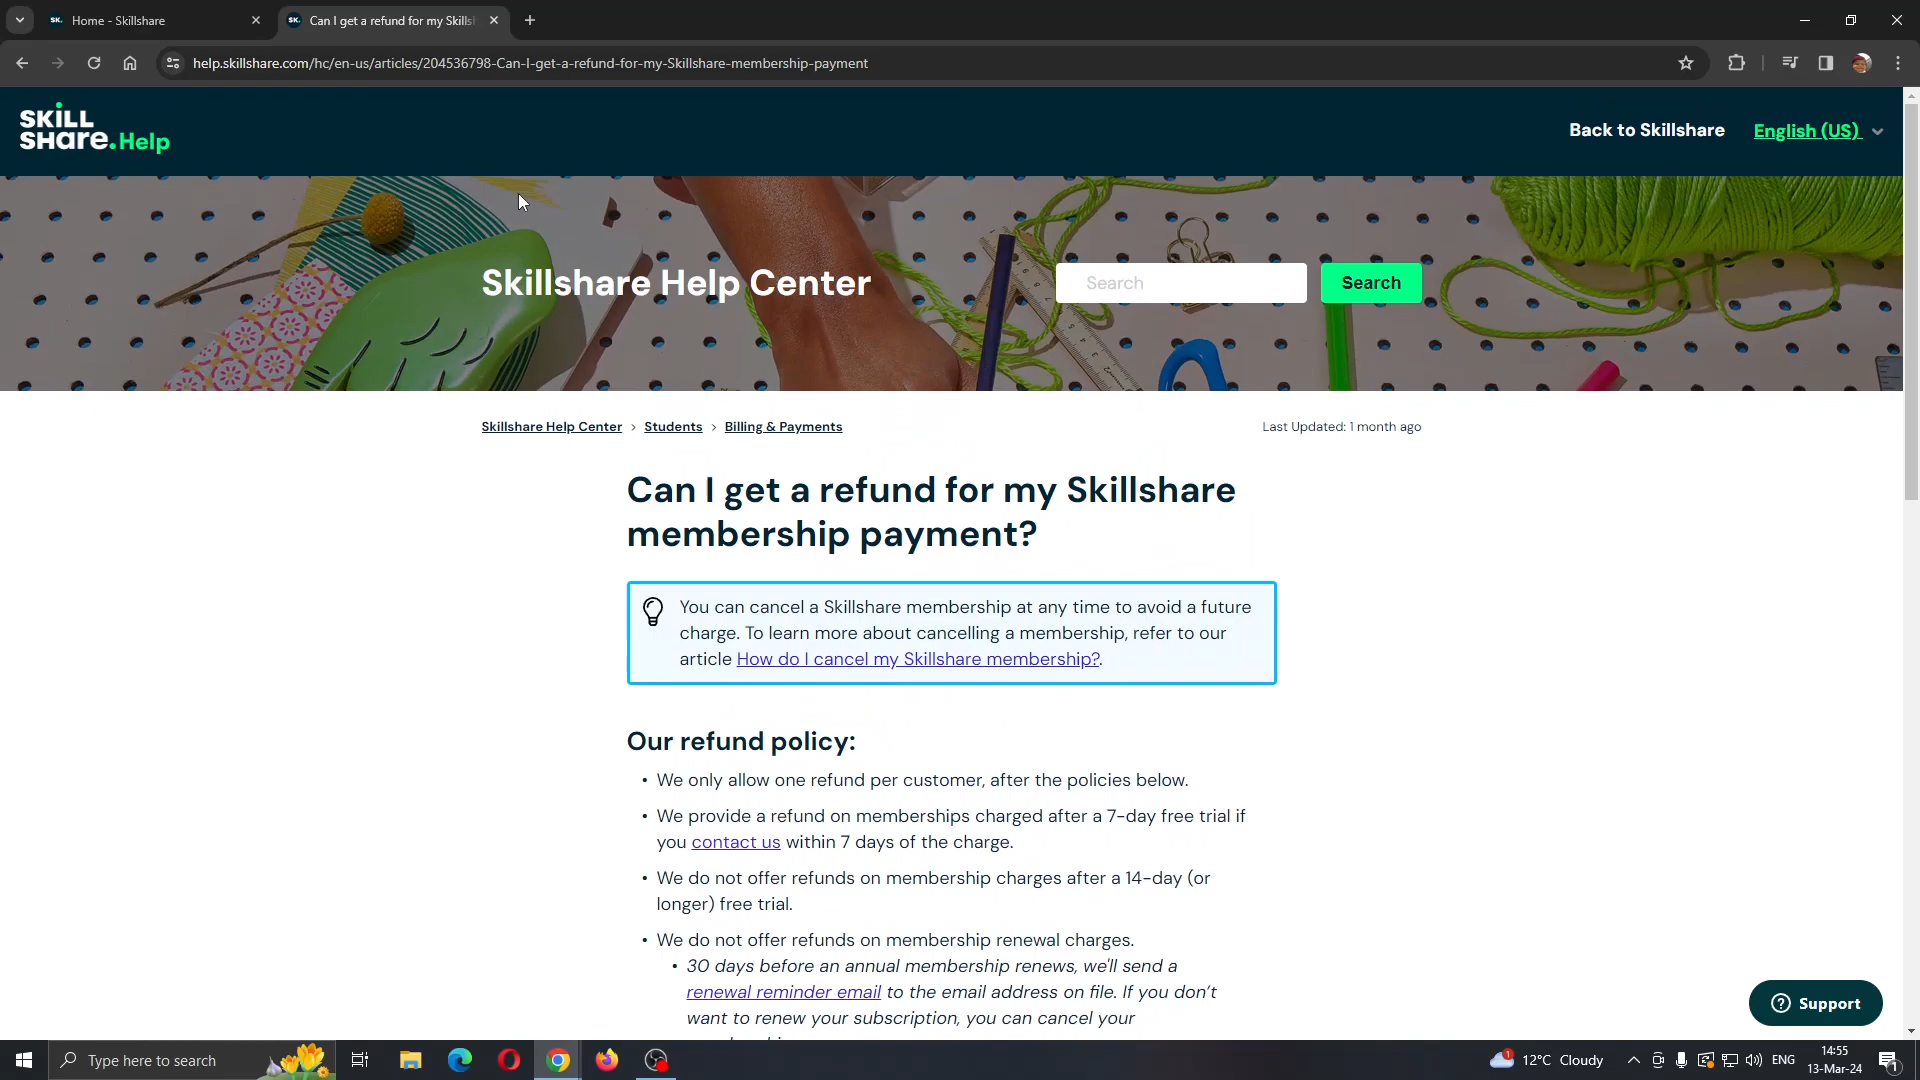 SK. Home - Skillshare
SK. Can I get a refund for my Skills
help.skillshare.com/hc/en-us/articles/204536798-Can-I-get-a-refund-for-my-Skillshare-membership-payment
SKILL
SHare.Help
Back to Skillshare
English (US)
Skillshare Help Center
Search
Search
Skillshare Help Center > Students > Billing & Payments
Last Updated: 1 month ago
Can I get a refund for my Skillshare
membership payment?
You can cancel a Skillshare membership at any time to avoid a future
charge. To learn more about cancelling a membership, refer to our
article How do I cancel my Skillshare membership?.
Our refund policy:
• We only allow one refund per customer, after the policies below.
• We provide a refund on memberships charged after a 7-day free trial if
you contact us within 7 days of the charge.
• We do not offer refunds on membership charges after a 14-day (or
longer) free trial.
• We do not offer refunds on membership renewal charges.
• 30 days before an annual membership renews, we'll send a
renewal reminder email to the email address on file. If you don't
want to renew your subscription, you can cancel your
Support
Type here to search
1
12°C Cloudy
ENG
14:55
13-Mar-24
1